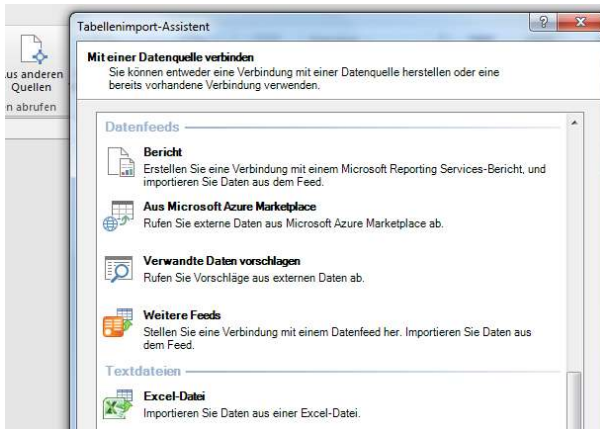 Tabellenimport-Assistent
us anderen
Quellen
n abrufen
Mit einer Datenquelle verbinden
Sie können entweder eine Verbindung mit einer Datenquelle herstellen oder eine
bereits vorhandene Verbindung verwenden.
Datenfeeds
Bericht
Erstellen Sie eine Verbindung mit einem Microsoft Reporting Services-Bericht, und
importieren Sie Daten aus dem Feed.
Aus Microsoft Azure Marketplace
Rufen Sie externe Daten aus Microsoft Azure Marketplace ab.
Verwandte Daten vorschlagen
Rufen Sie Vorschläge aus externen Daten ab.
Weitere Feeds
Stellen Sie eine Verbindung mit einem Datenfeed her. Importieren Sie Daten aus
dem Feed.
Textdateien
Excel-Datei
Importieren Sie Daten aus einer Excel-Datei.